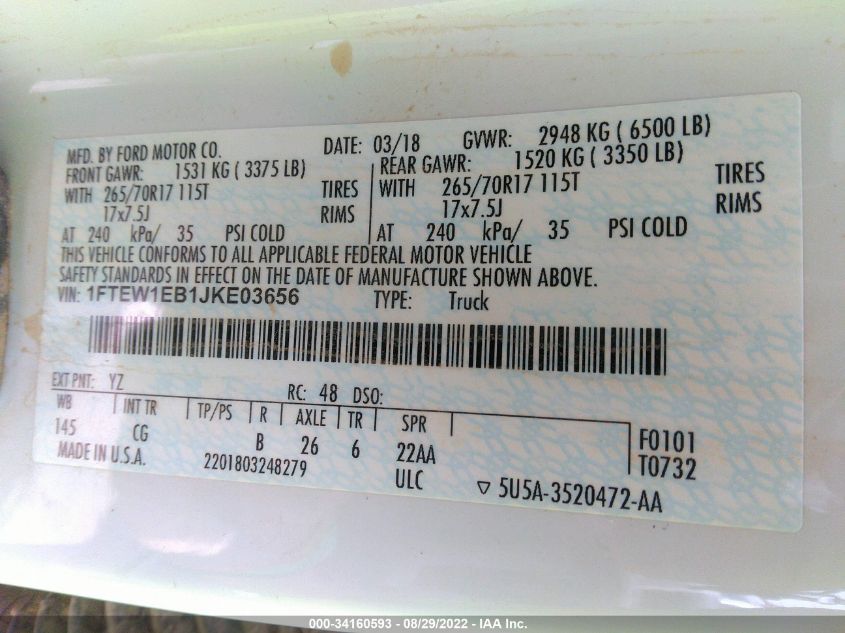 MFD. BY FORD MOTOR CO. DATE: 03/18 GVWR: 2948 KG ( 6500 LB)
FRONT GAWR: 1531 KG ( 3375 LB) REAR GAWR: 1520 KG ( 3350 LB)
WITH 265/70R17 115T TIRES WITH 265/70R17 115T TIRES
17x7.5J RIMS 17x7.5J RIMS
AT 240 kPa/ 35 PSI COLD AT 240 kPa/ 35 PSI COLD
THIS VEHICLE CONFORMS TO ALL APPLICABLE FEDERAL MOTOR VEHICLE
SAFETY STANDARDS IN EFFECT ON THE DATE OF MANUFACTURE SHOWN ABOVE.
VIN: 1FTEW1EB1JKE03656 TYPE: Truck
EXT PNT: YZ RC: 48 DSO:
WB INT TR TP/PS R AXLE TR SPR
145 CG B 26 6 22AA F0101
MADE IN U.S.A. 2201803248279 ULC T0732
▽ 5U5A-3520472-AA
000-34160593 - 08/29/2022 - IAA Inc.